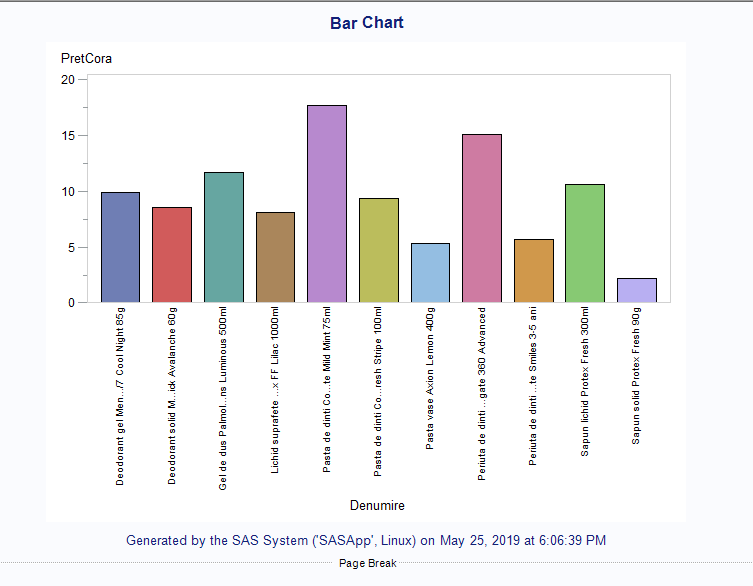 Bar Chart
PretCora
20
15
10
5
0
Deodorant gel Men.../7 Cool Night 85g
Deodorant solid M...ick Avalanche 60g
Gel de dus Palmol...ns Luminous 500ml
Lichid suprafete ...x FF Lilac 1000ml
Pasta de dinti Co...te Mild Mint 75ml
Pasta de dinti Co...resh Stripe 100ml
Pasta vase Axion Lemon 400g
Periuta de dinti ...gate 360 Advanced
Periuta de dinti ...te Smiles 3-5 ani
Sapun lichid Protex Fresh 300ml
Sapun solid Protex Fresh 90g
Denumire
Generated by the SAS System ('SASApp', Linux) on May 25, 2019 at 6:06:39 PM
Page Break